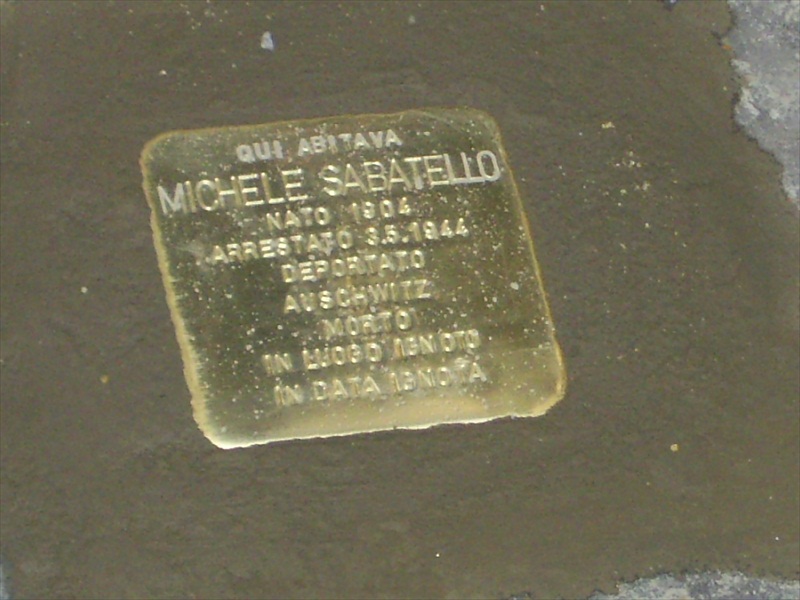 QUI ABITAVA
MICHELE SABATELLO
NATO 1904
ARRESTATO 3.5.1944
DEPORTATO
AUSCHWITZ
MORTO
IN LUOGO IGNOTO
IN DATA IGNOTA